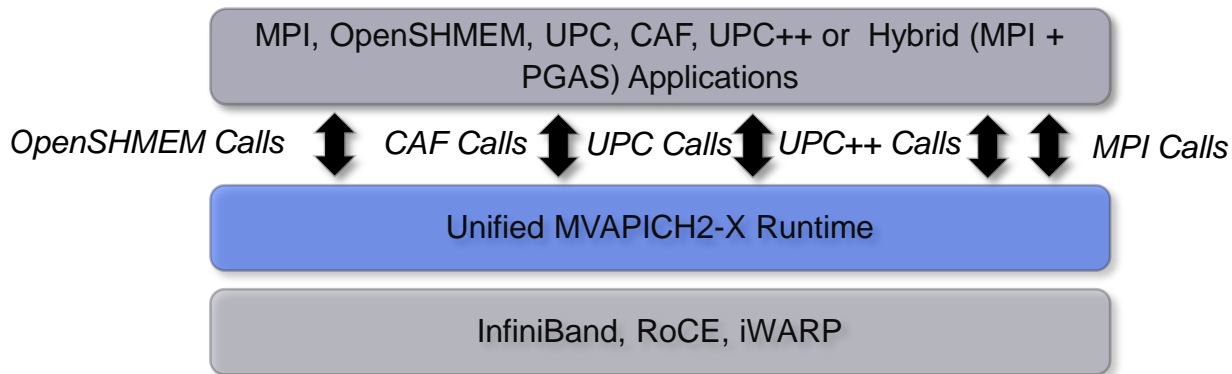 MPI, OpenSHMEM, UPC, CAF, UPC++ or Hybrid (MPI +
PGAS) Applications
OpenSHMEM Calls CAF Calls UPC Calls UPC++ Calls MPI Calls
Unified MVAPICH2-X Runtime
InfiniBand, RoCE, iWARP